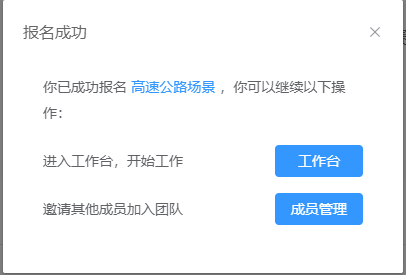 报名成功
你已成功报名 高速公路场景 ，你可以继续以下操
作：
进入工作台，开始工作
工作台
邀请其他成员加入团队
成员管理